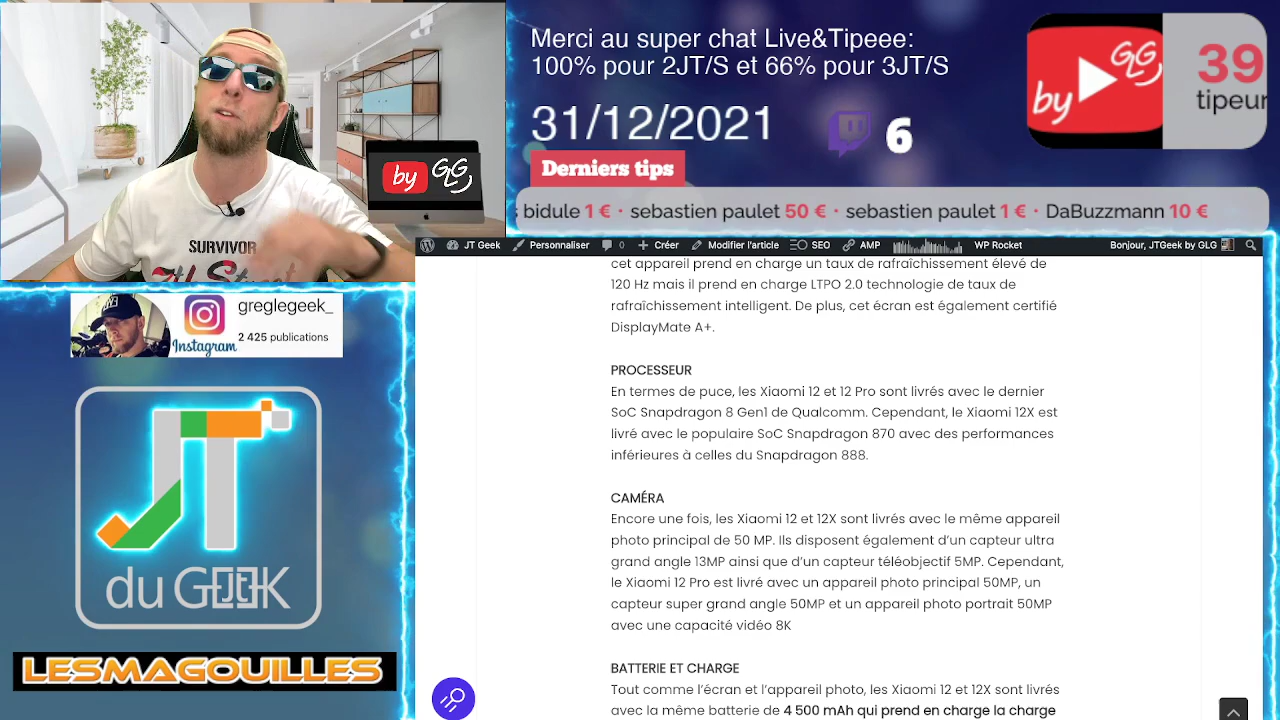 Merci au super chat Live&Tipeee:
100% pour 2JT/S et 66% pour 3JT/S
31/12/2021
6
by GLG
39
tipeur
Derniers tips
bidule 1 € · sebastien paulet 50 € · sebastien paulet 1 € · DaBuzzmann 10 €
by GLG
SURVIVOR
JT Geek Personnaliser 0 Créer Modifier l'article SEO AMP WP Rocket Bonjour, JTGeek by GLG
cet appareil prend en charge un taux de rafraîchissement élevé de
120 Hz mais il prend en charge LTPO 2.0 technologie de taux de
rafraîchissement intelligent. De plus, cet écran est également certifié
DisplayMate A+.
PROCESSEUR
En termes de puce, les Xiaomi 12 et 12 Pro sont livrés avec le dernier
SoC Snapdragon 8 Gen1 de Qualcomm. Cependant, le Xiaomi 12X est
livré avec le populaire SoC Snapdragon 870 avec des performances
inférieures à celles du Snapdragon 888.
CAMÉRA
Encore une fois, les Xiaomi 12 et 12X sont livrés avec le même appareil
photo principal de 50 MP. Ils disposent également d'un capteur ultra
grand angle 13MP ainsi que d'un capteur téléobjectif 5MP. Cependant,
le Xiaomi 12 Pro est livré avec un appareil photo principal 50MP, un
capteur super grand angle 50MP et un appareil photo portrait 50MP
avec une capacité vidéo 8K
BATTERIE ET CHARGE
Tout comme l'écran et l'appareil photo, les Xiaomi 12 et 12X sont livrés
avec la même batterie de 4 500 mAh qui prend en charge la charge
greglegeek_
2 425 publications
Instagram
JT
du GEEK
LESMAGOUILLES